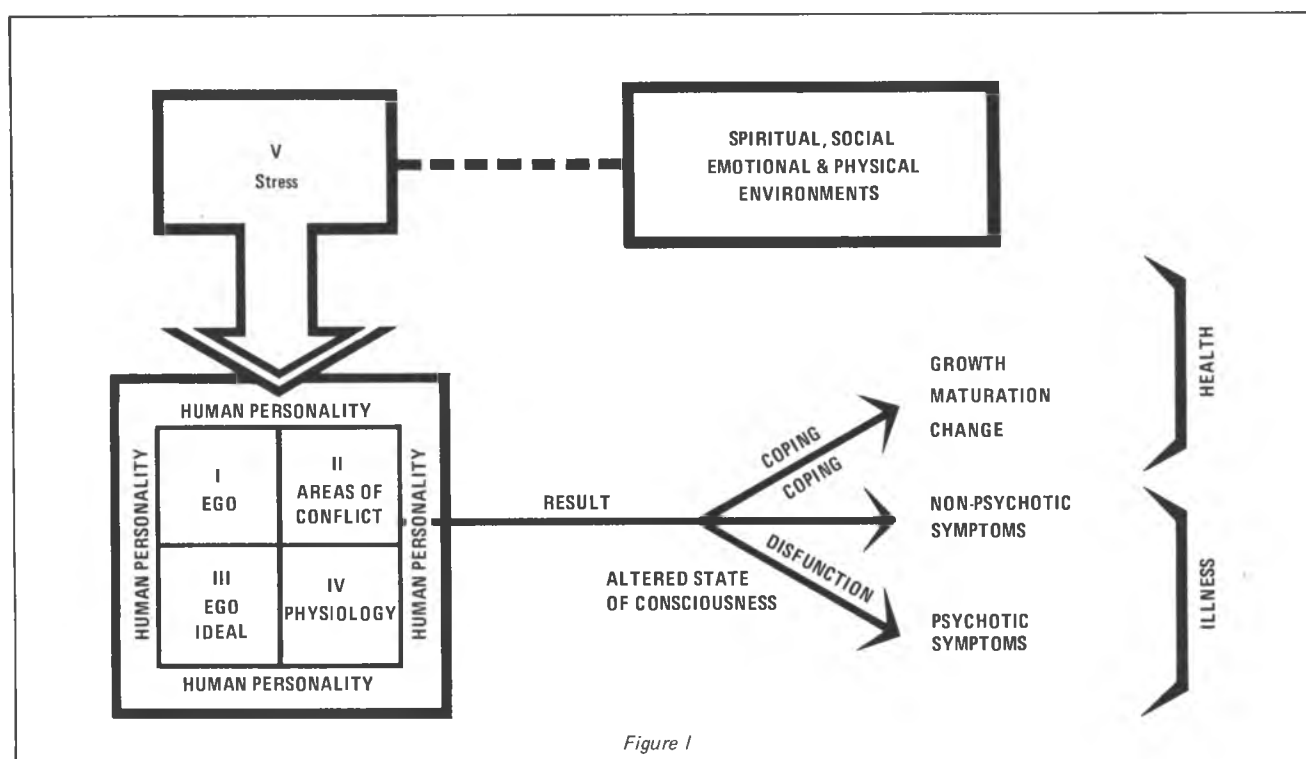 V
Stress
SPIRITUAL, SOCIAL
EMOTIONAL & PHYSICAL
ENVIRONMENTS
HUMAN PERSONALITY
HUMAN PERSONALITY
I
EGO
II
AREAS OF
CONFLICT
III
EGO
IDEAL
IV
PHYSIOLOGY
HUMAN PERSONALITY
HUMAN PERSONALITY
RESULT
ALTERED STATE
OF CONSCIOUSNESS
COPING
COPING
DISFUNCTION
GROWTH
MATURATION
CHANGE
NON-PSYCHOTIC
SYMPTOMS
PSYCHOTIC
SYMPTOMS
HEALTH
ILLNESS
Figure I